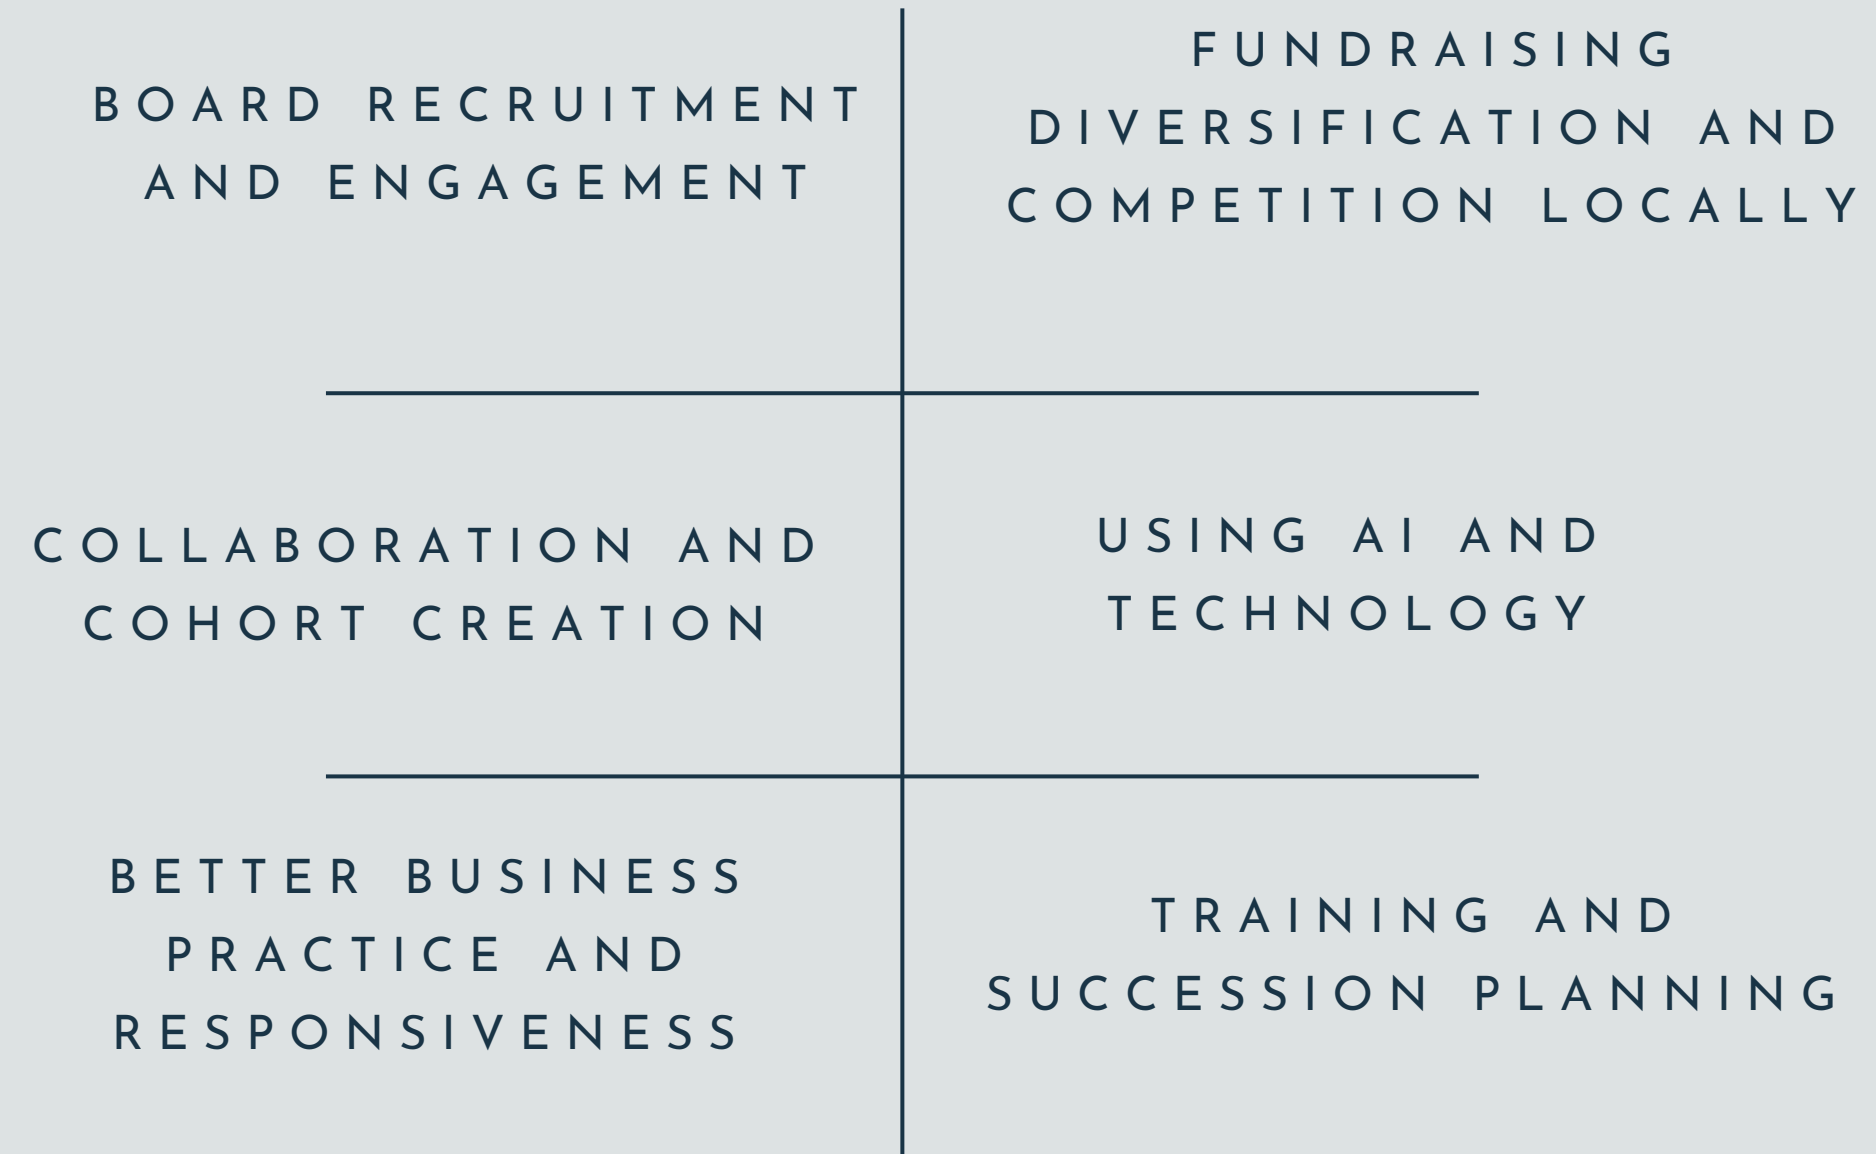 BOARD RECRUITMENT
AND ENGAGEMENT
FUNDRAISING
DIVERSIFICATION AND
COMPETITION LOCALLY
COLLABORATION AND
COHORT CREATION
USING AI AND
TECHNOLOGY
BETTER BUSINESS
PRACTICE AND
RESPONSIVENESS
TRAINING AND
SUCCESSION PLANNING